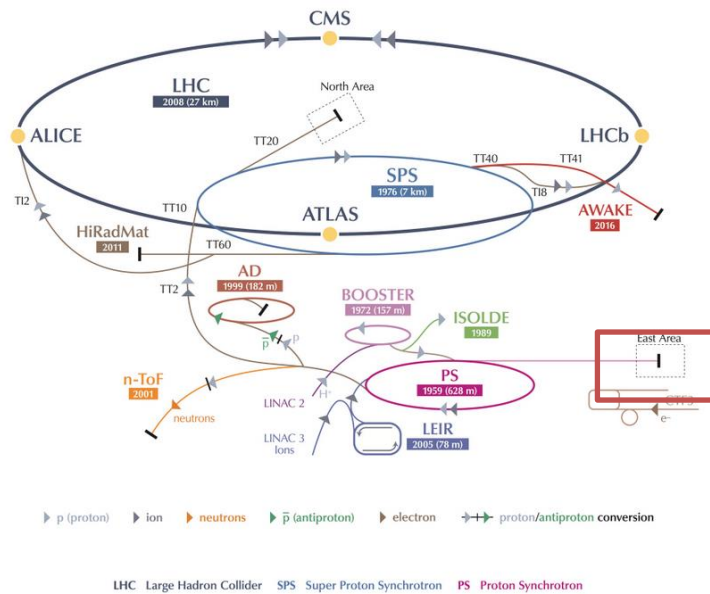 CMS
LHC
2008 (27 km)
North Area
ALICE
TT20
LHCb
TT40
TT41
SPS
1976 (7 km)
TI8
TI2
TT10
ATLAS
AWAKE
2016
HiRadMat
2011
TT60
AD
1999 (182 m)
TT2
BOOSTER
1972 (157 m)
ISOLDE
1989
p
p̅
East Area
n-ToF
2001
PS
1959 (628 m)
H⁺
LINAC 2
CTF3
neutrons
e⁻
LEIR
2005 (78 m)
LINAC 3
Ions
p (proton) ion neutrons p̅ (antiproton) electron proton/antiproton conversion
LHC Large Hadron Collider SPS Super Proton Synchrotron PS Proton Synchrotron